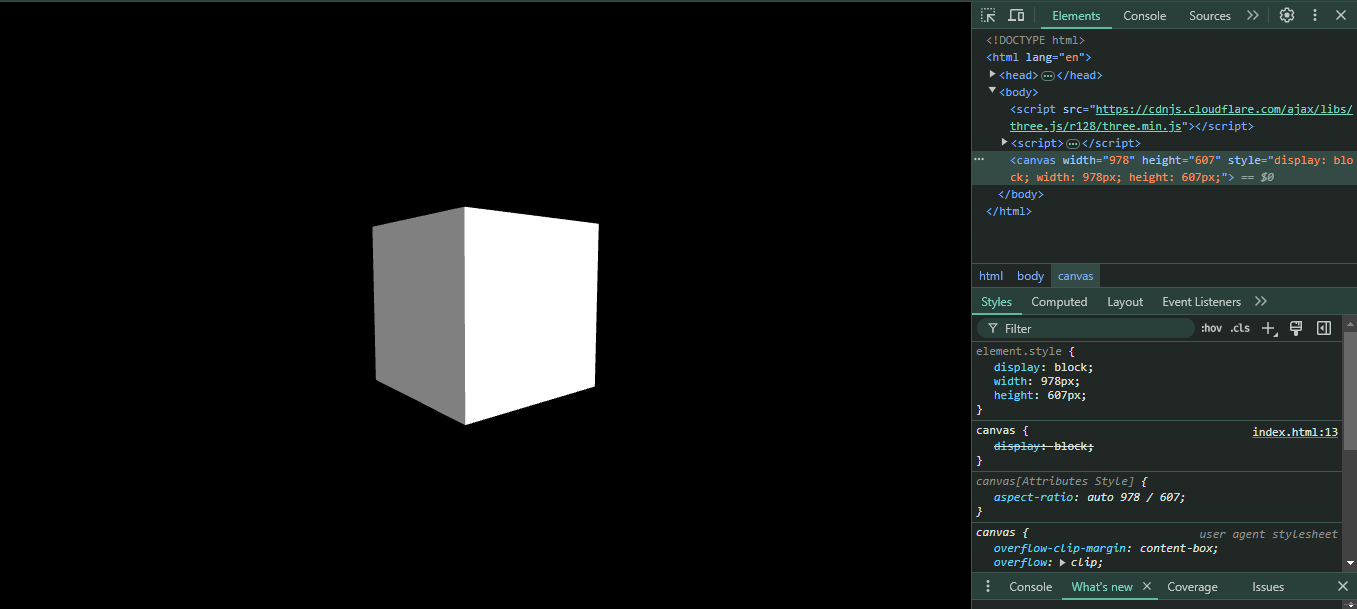 Elements Console Sources
<!DOCTYPE html>
<html lang="en">
<head> </head>
<body>
<script src="https://cdnjs.cloudflare.com/ajax/libs/
three.js/r128/three.min.js"></script>
<script> </script>
<canvas width="978" height="607" style="display: blo
ck; width: 978px; height: 607px;"> == $0
</body>
</html>
html body canvas
Styles Computed Layout Event Listeners
Filter :hov .cls
element.style {
display: block;
width: 978px;
height: 607px;
}
canvas { index.html:13
display: block;
}
canvas[Attributes Style] {
aspect-ratio: auto 978 / 607;
}
canvas { user agent stylesheet
overflow-clip-margin: content-box;
overflow: clip;
Console What's new Coverage Issues